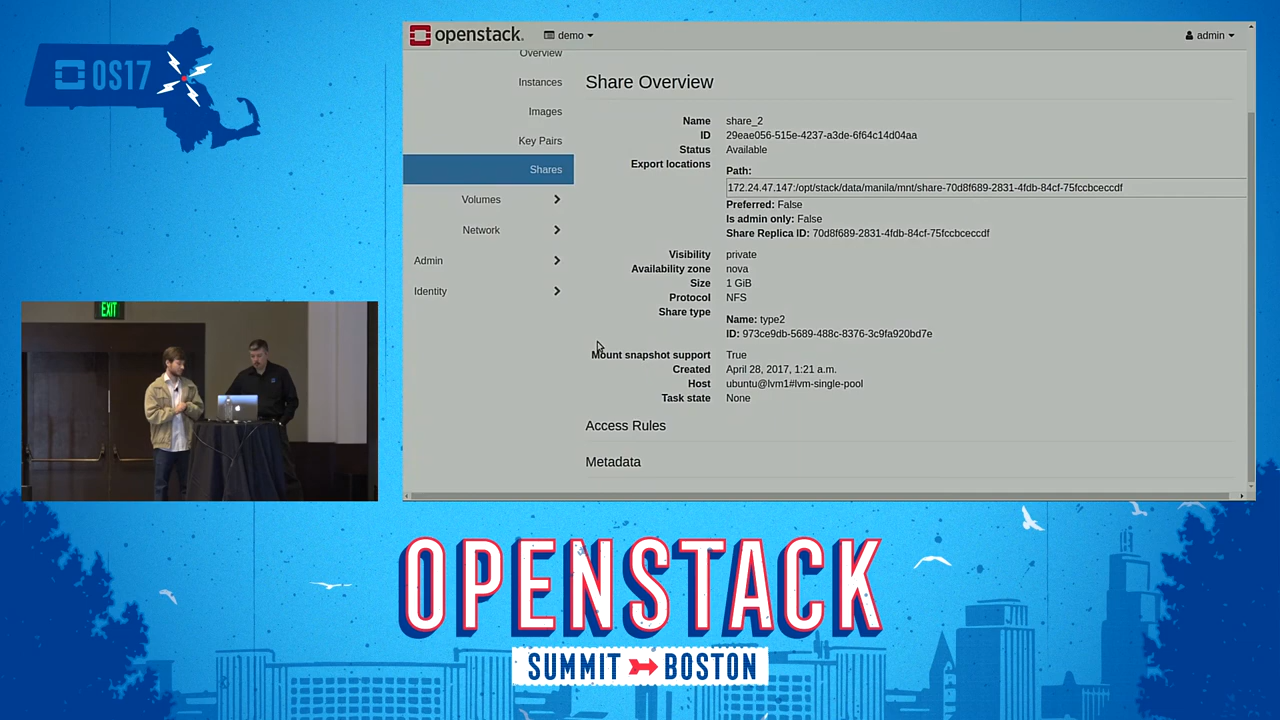 OS17
openstack.
demo
admin
Overview
Instances
Images
Key Pairs
Shares
Volumes
Network
Admin
Identity
Share Overview
Name share_2
ID 29eae056-515e-4237-a3de-6f64c14d04aa
Status Available
Export locations
Path:
172.24.47.147:/opt/stack/data/manila/mnt/share-70d8f689-2831-4fdb-84cf-75fccbceccdf
Preferred: False
Is admin only: False
Share Replica ID: 70d8f689-2831-4fdb-84cf-75fccbceccdf
Visibility private
Availability zone nova
Size 1 GiB
Protocol NFS
Share type
Name: type2
ID: 973ce9db-5689-488c-8376-3c9fa920bd7e
Mount snapshot support True
Created April 28, 2017, 1:21 a.m.
Host ubuntu@lvm1#lvm-single-pool
Task state None
Access Rules
Metadata
EXIT
OPENSTACK
SUMMIT BOSTON